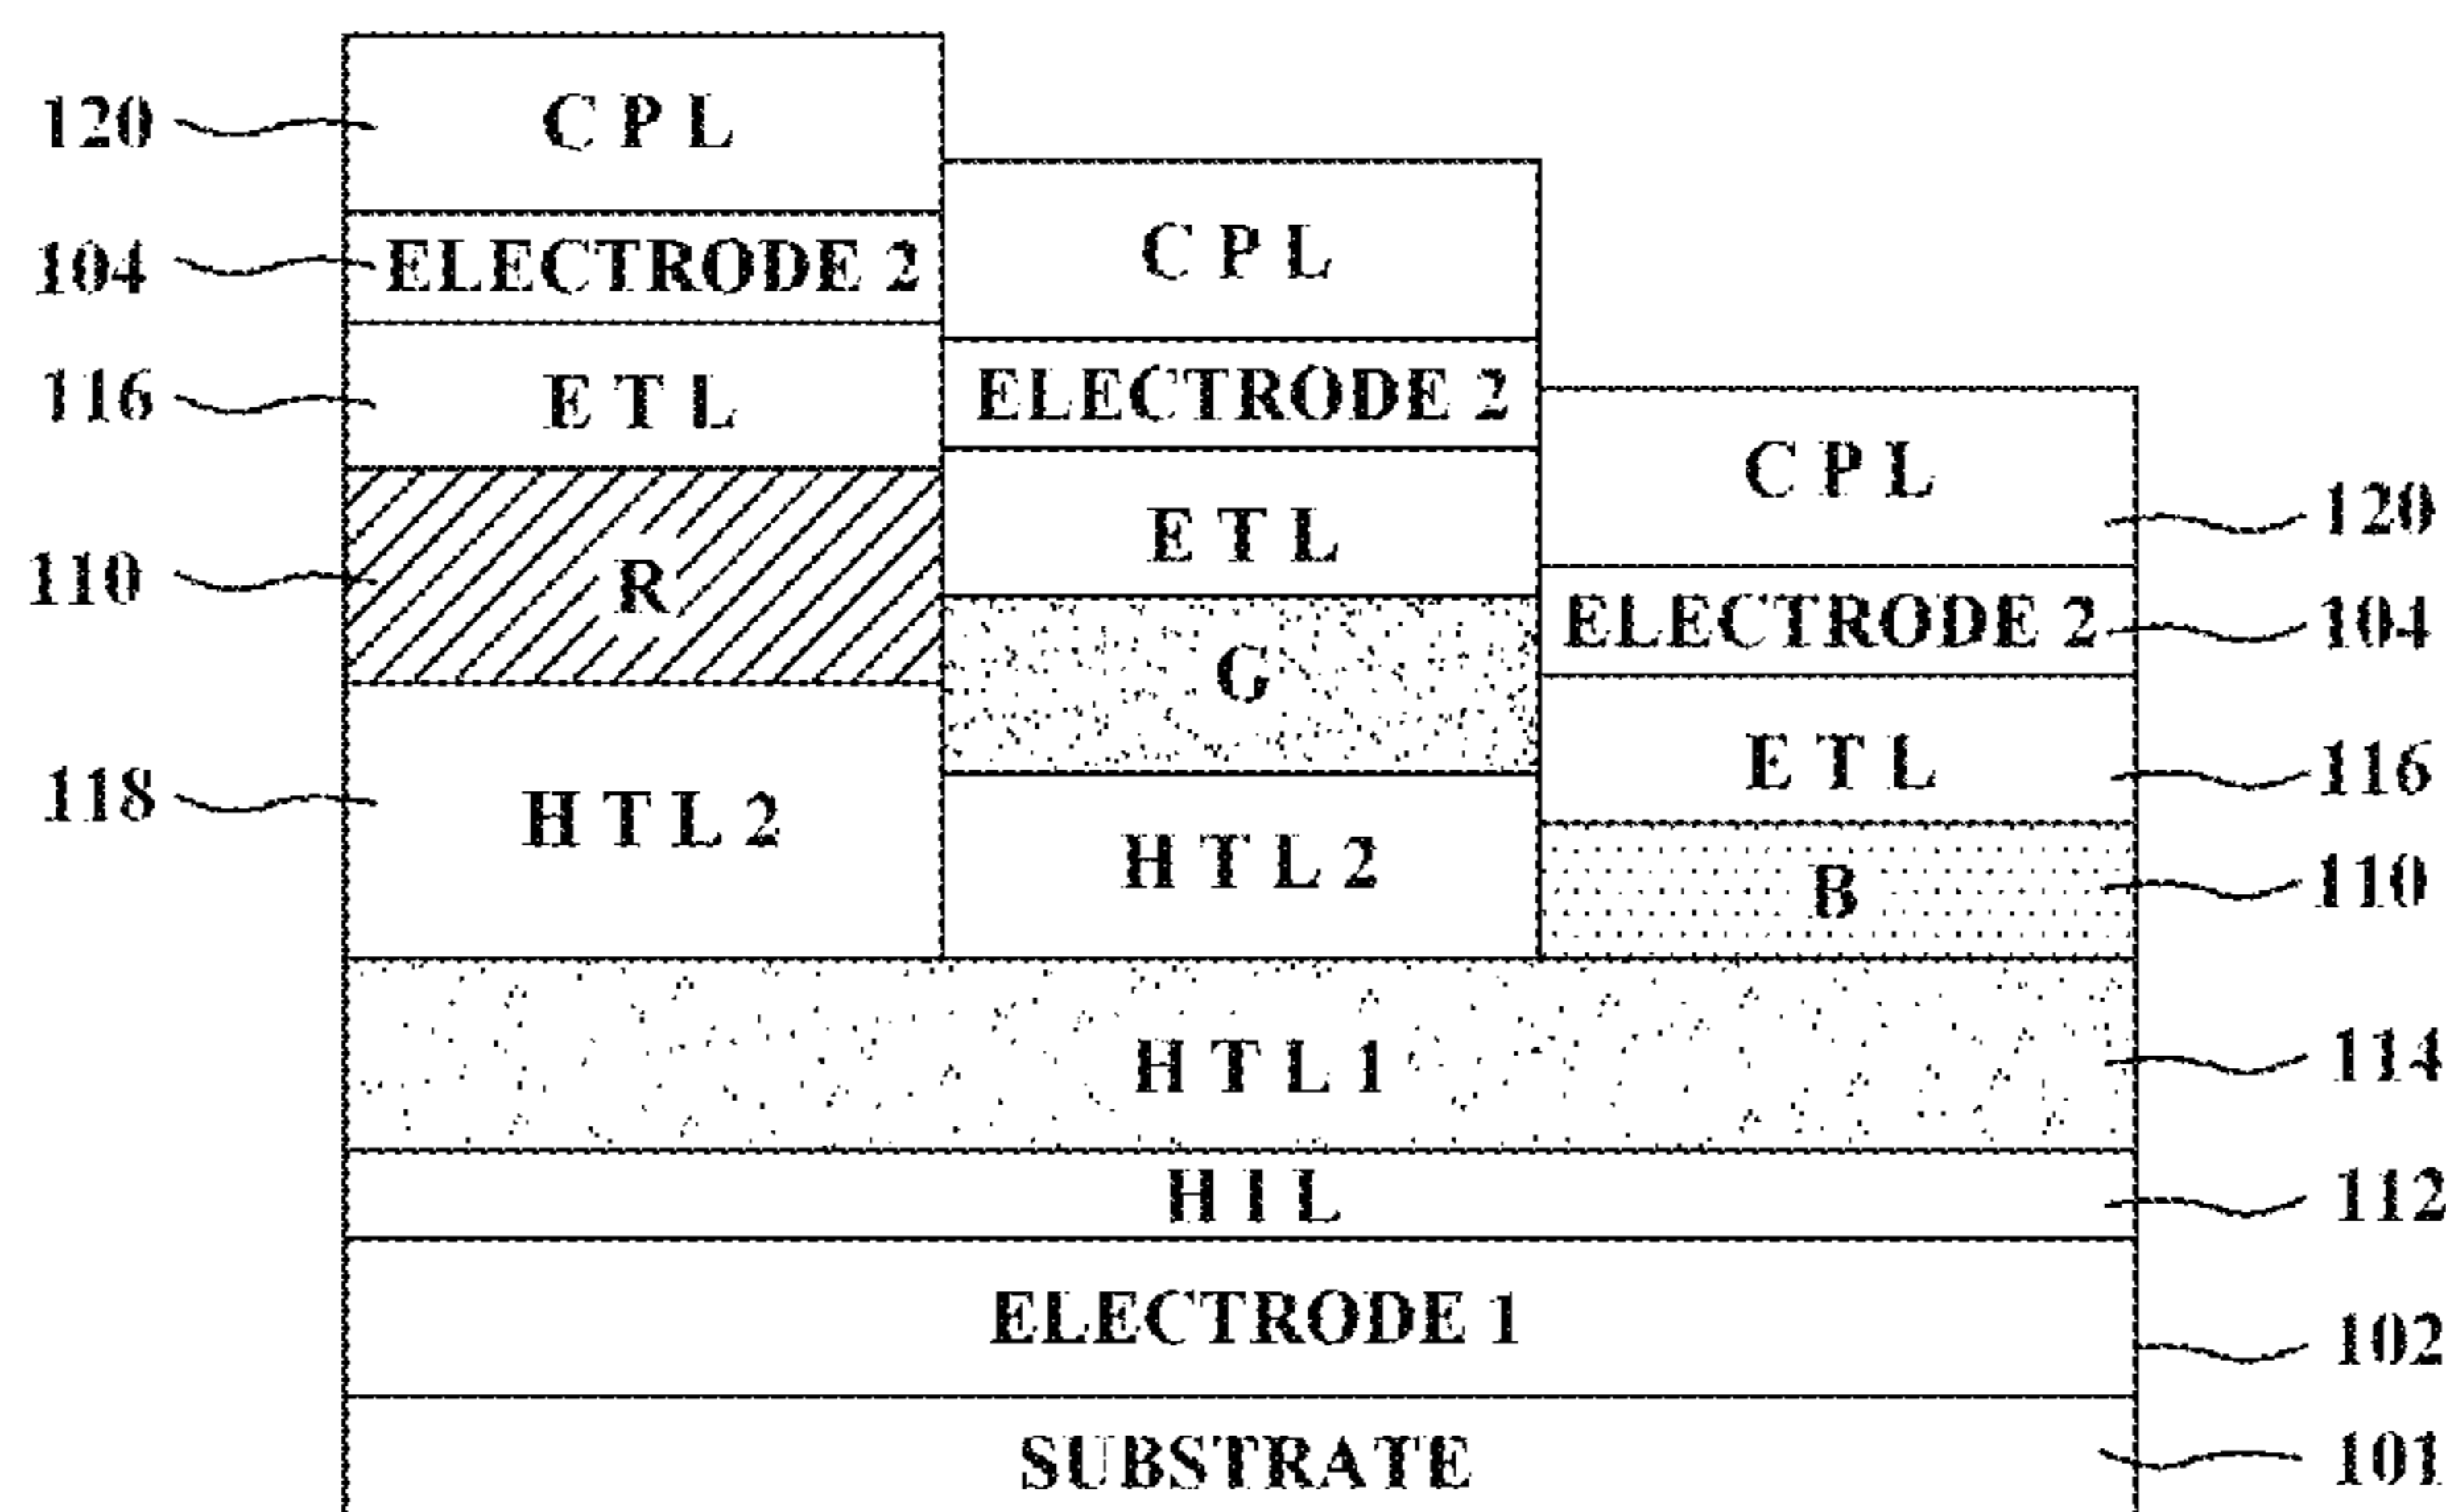 120 C P L
C P L
104 ELECTRODE 2
ELECTRODE 2
116 E T L
C P L 120
E T L
ELECTRODE 2 104
110 R
G
E T L 116
118 H T L 2
H T L 2
B 110
H T L 1 114
H I L 112
ELECTRODE 1 102
SUBSTRATE 101